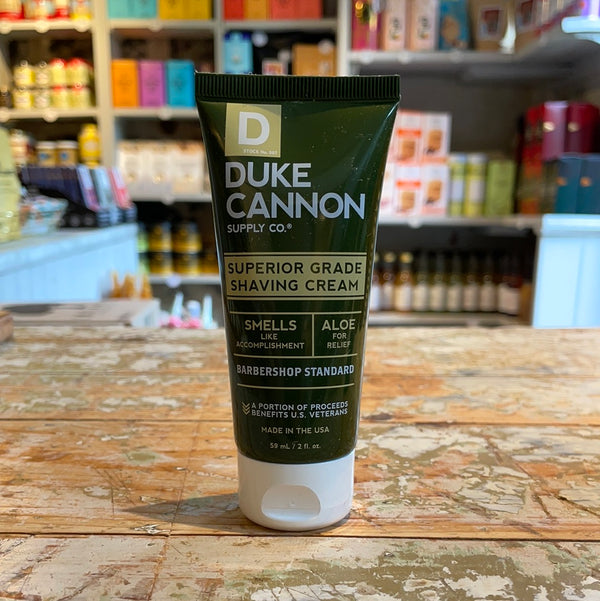 D
STOCK No. 001
DUKE
CANNON
SUPPLY CO.®
SUPERIOR GRADE
SHAVING CREAM
SMELLS
LIKE
ACCOMPLISHMENT
ALOE
FOR
RELIEF
BARBERSHOP STANDARD
A PORTION OF PROCEEDS
BENEFITS U.S. VETERANS
MADE IN THE USA
59 mL / 2 fl. oz.